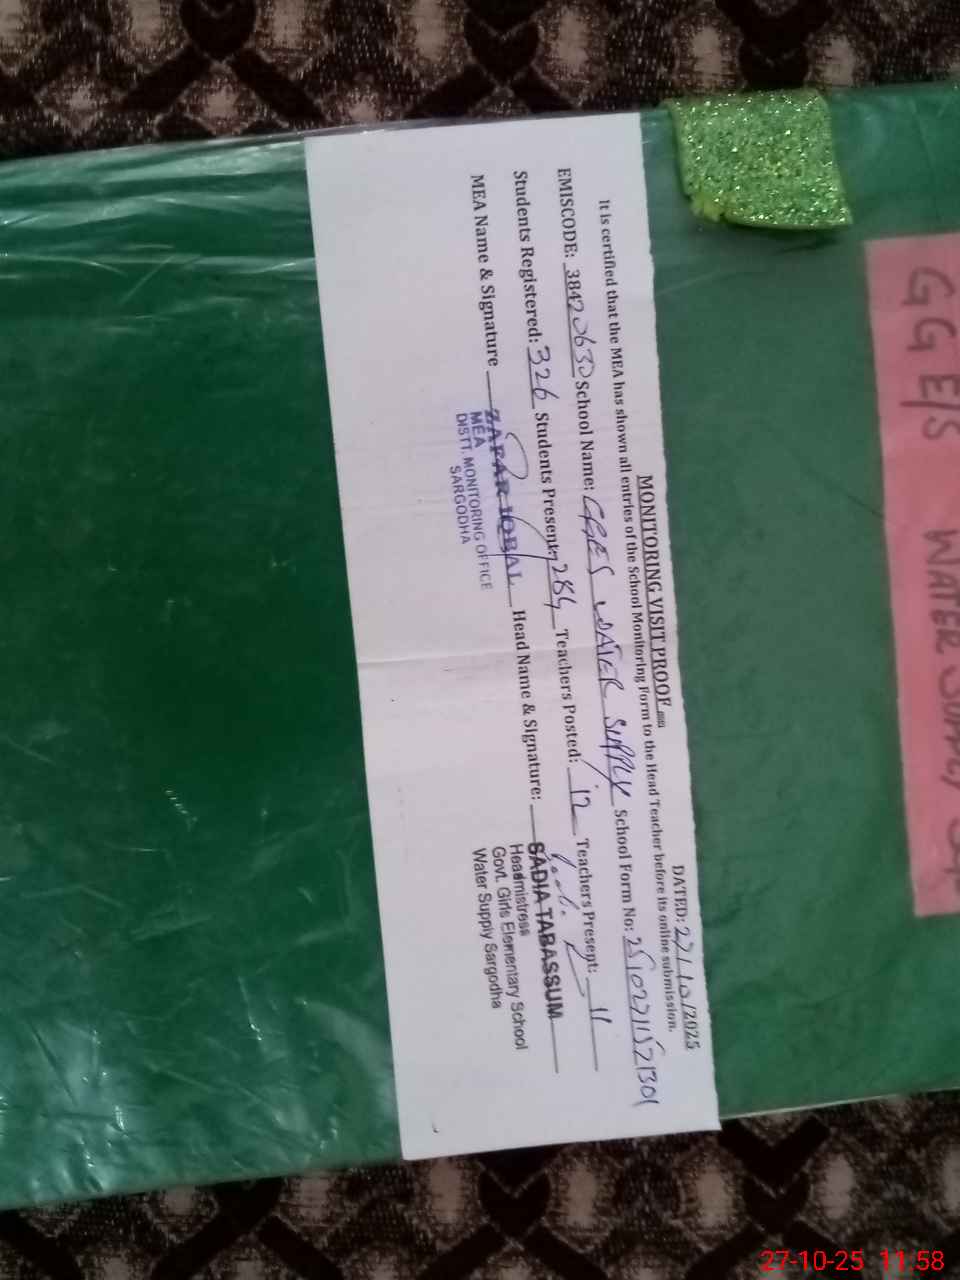 MONITORING VISIT PROOF
DATED: 27/10/2025
It is certified that the MEA has shown all entries of the School Monitoring Form to the Head Teacher before its online submission.
EMISCODE: 38420630 School Name: GGES WATER SUPPLY School Form No:
Students Registered: 326 Students Present: 284 Teachers Posted: 12 Teachers Present: 11
MEA Name & Signature ZAFAR IQBAL Head Name & Signature: SADIA TABASSUM
MEA
DISTT. MONITORING OFFICE
SARGODHA
Headmistress
Govt. Girls Elementary School
Water Supply Sargodha
GG E/S WATER SUPPLY
27-10-25 11.58